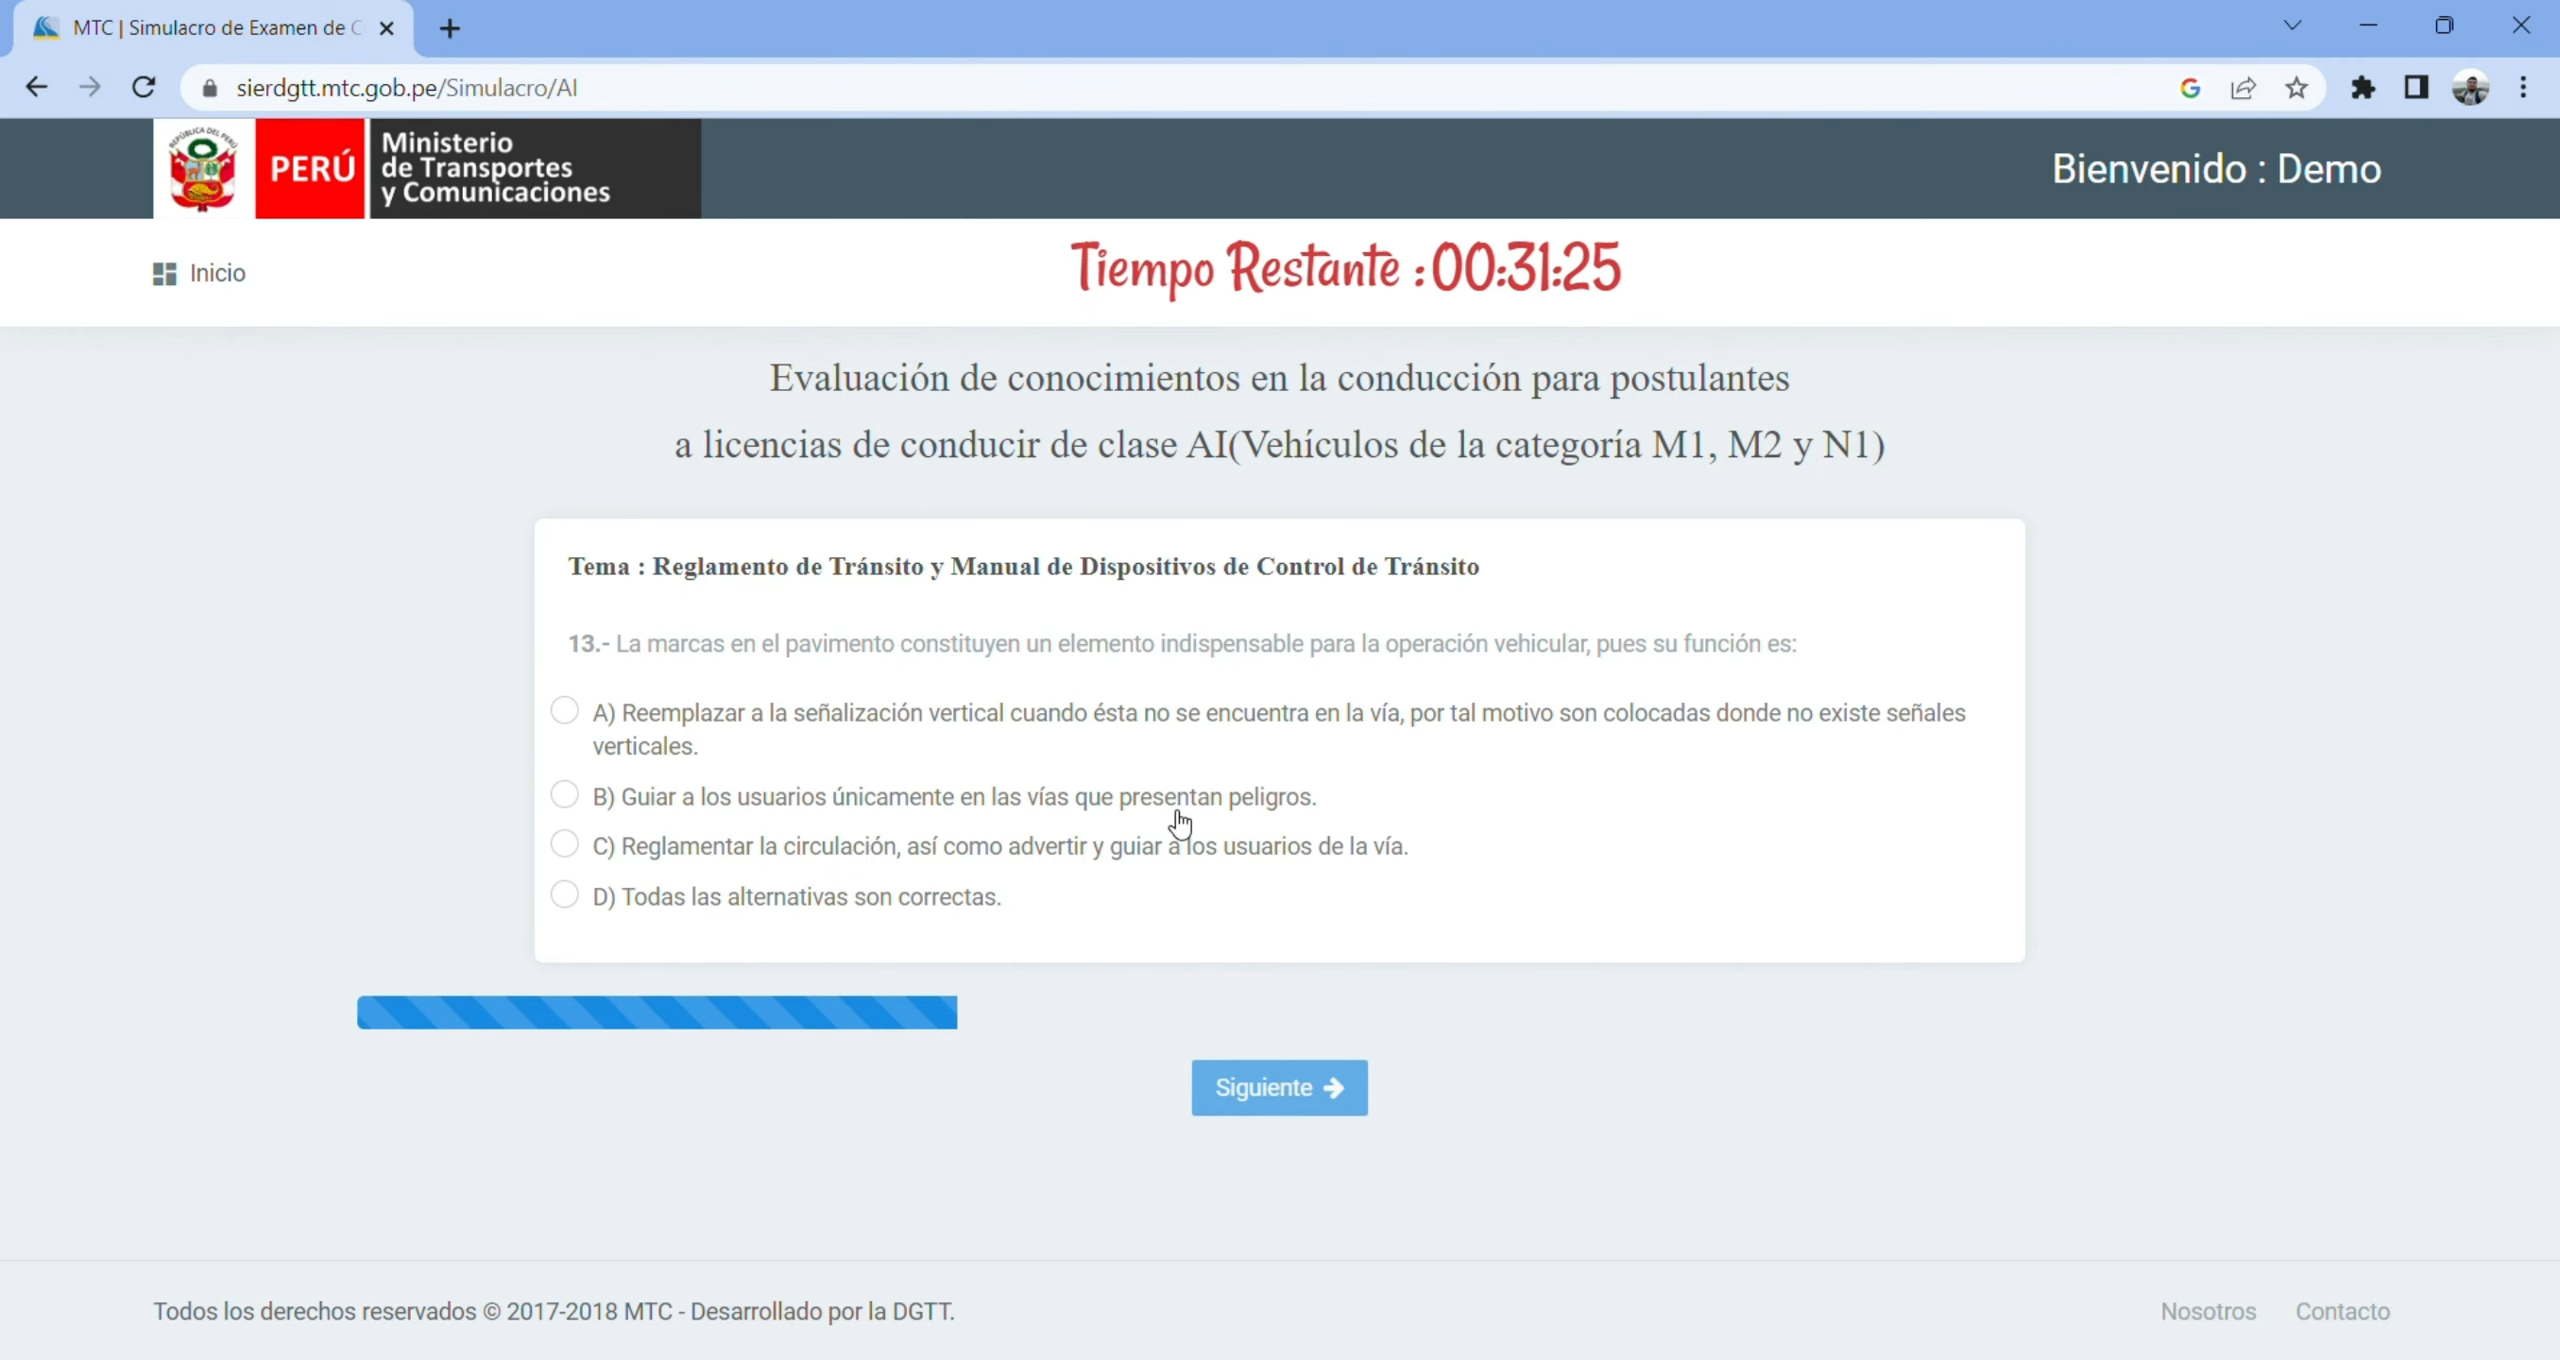 MTC | Simulacro de Examen de C
sierdgtt.mtc.gob.pe/Simulacro/AI
REPÚBLICA DEL PERÚ
PERÚ
Ministerio
de Transportes
y Comunicaciones
Bienvenido : Demo
Inicio
Tiempo Restante :00:31:25
Evaluación de conocimientos en la conducción para postulantes
a licencias de conducir de clase AI(Vehículos de la categoría M1, M2 y N1)
Tema : Reglamento de Tránsito y Manual de Dispositivos de Control de Tránsito
13.- La marcas en el pavimento constituyen un elemento indispensable para la operación vehicular, pues su función es:
A) Reemplazar a la señalización vertical cuando ésta no se encuentra en la vía, por tal motivo son colocadas donde no existe señales
verticales.
B) Guiar a los usuarios únicamente en las vías que presentan peligros.
C) Reglamentar la circulación, así como advertir y guiar a los usuarios de la vía.
D) Todas las alternativas son correctas.
Siguiente
Todos los derechos reservados © 2017-2018 MTC - Desarrollado por la DGTT.
Nosotros Contacto